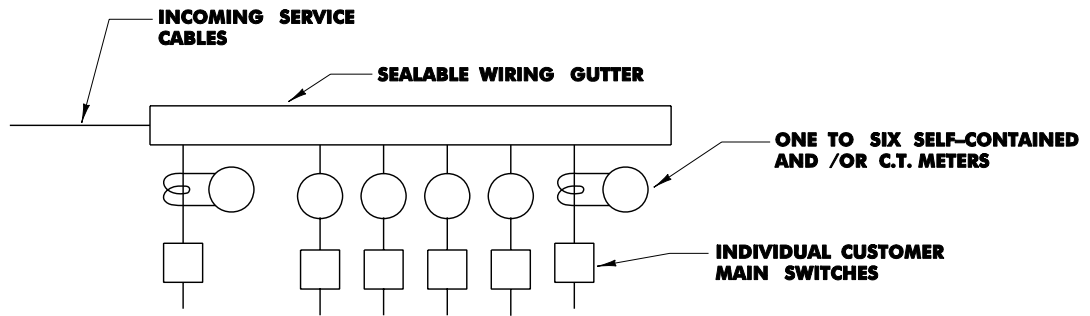 INCOMING SERVICE
CABLES
SEALABLE WIRING GUTTER
ONE TO SIX SELF–CONTAINED
AND /OR C.T. METERS
INDIVIDUAL CUSTOMER
MAIN SWITCHES